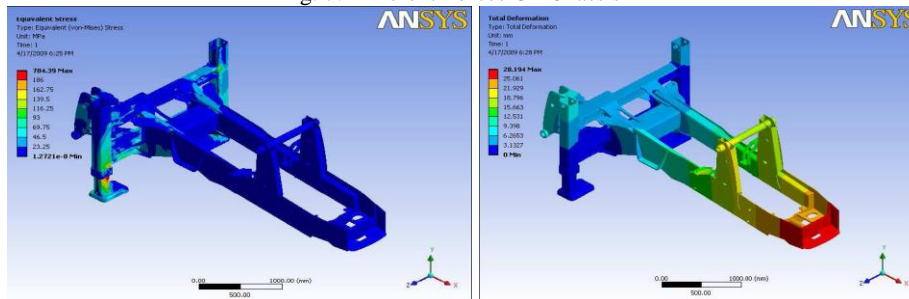 Equivalent Stress
Type: Equivalent (von-Mises) Stress
Unit: MPa
Time: 1
4/17/2009 6:25 PM
704.39 Max
186
162.75
139.5
116.25
93
69.75
46.5
23.25
1.2721e-8 Min
ANSYS
0.00
1000.00 (mm)
500.00
Y
Z
X
Total Deformation
Type: Total Deformation
Unit: mm
Time: 1
4/17/2009 6:28 PM
28.194 Max
25.061
21.929
18.796
15.663
12.531
9.398
6.2653
3.1327
0 Min
ANSYS
0.00
1000.00 (mm)
500.00
Y
Z
X